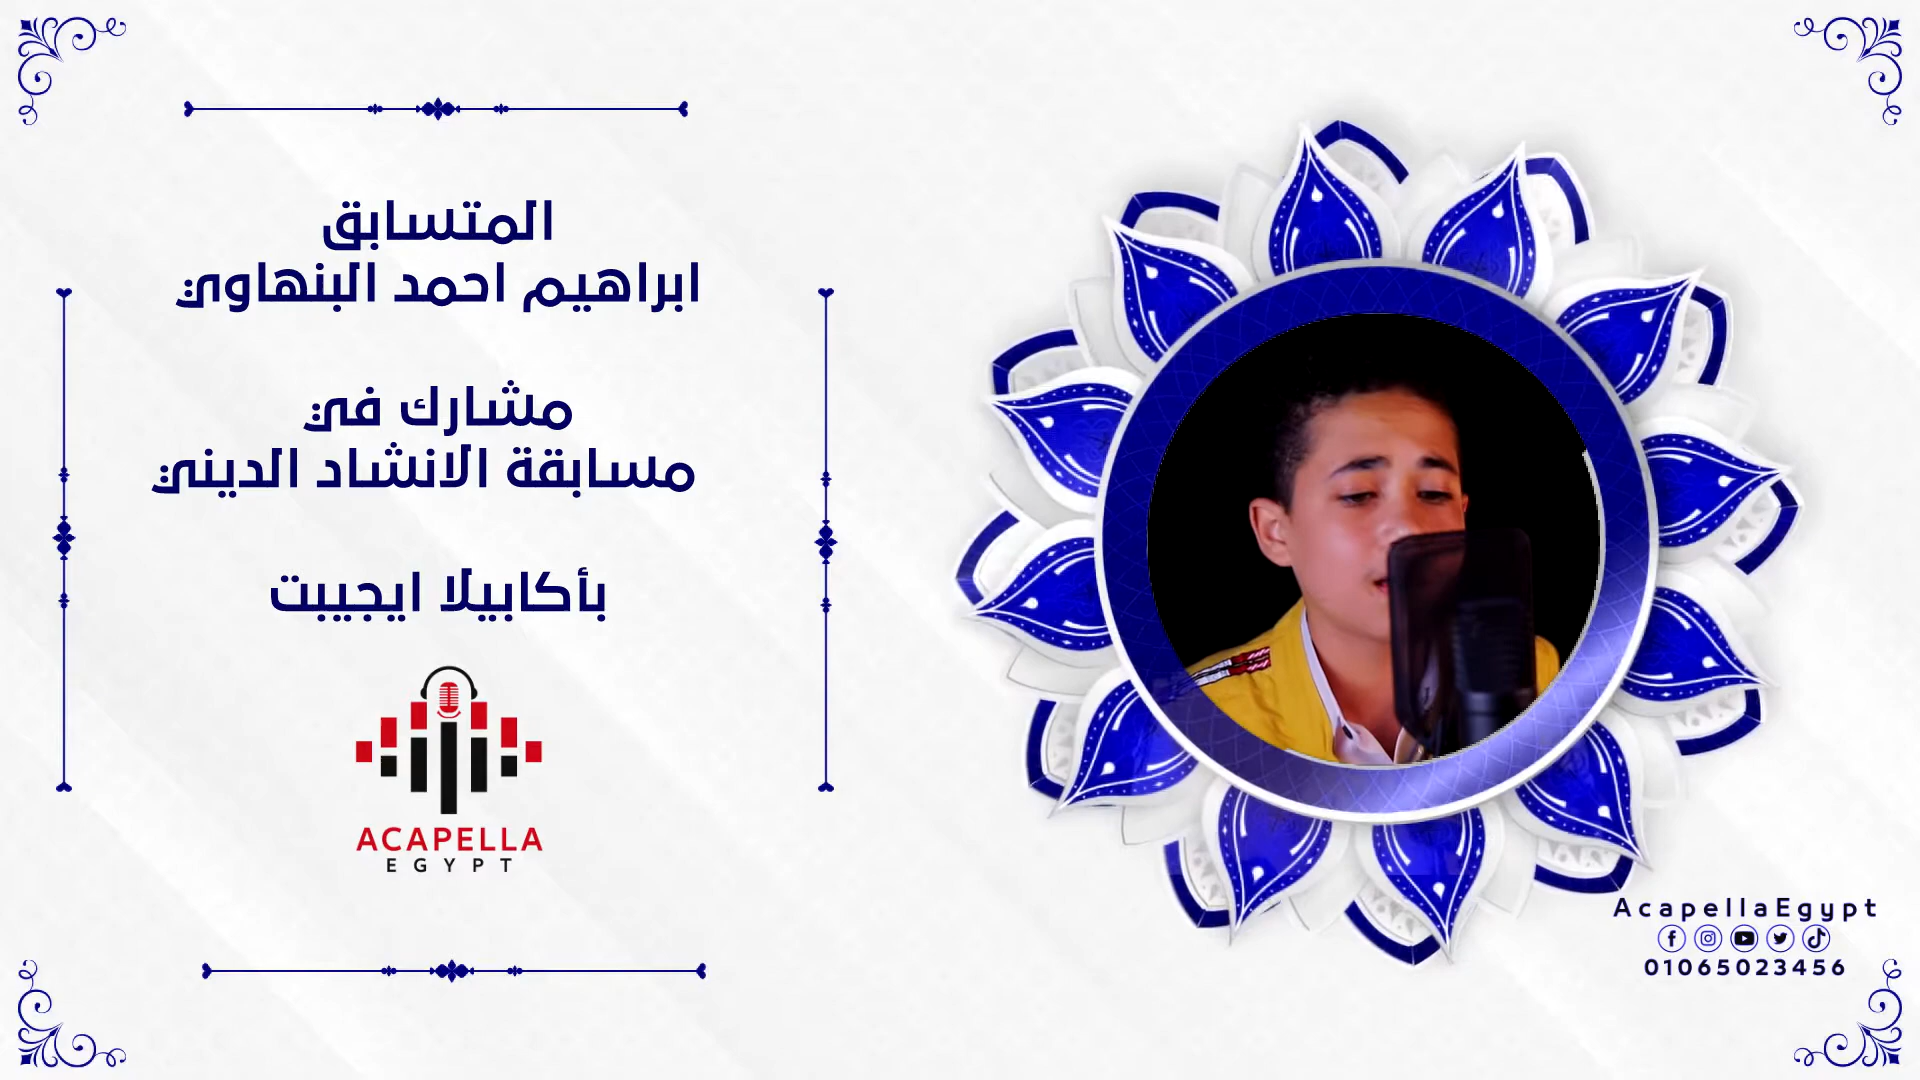 المتسابق
ابراهيم احمد البنهاوي
مشارك في
مسابقة الانشاد الديني
بأكابيلا ايجيبت
ACAPELLA
EGYPT
AcapellaEgypt
01065023456